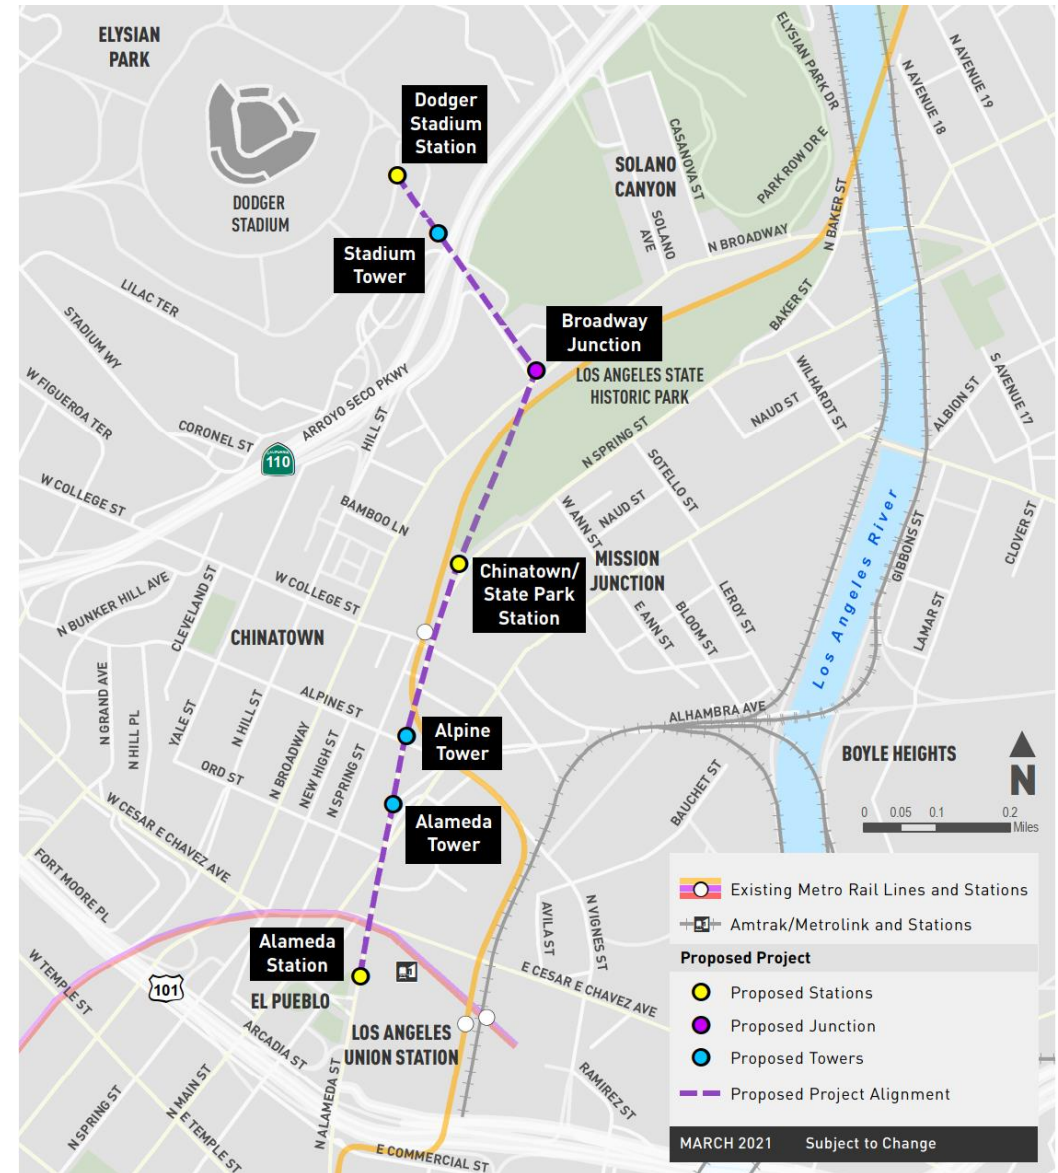 ELYSIAN
PARK
Dodger
Stadium
Station
DODGER
STADIUM
Stadium
Tower
SOLANO
CANYON
CASANOVA ST
SOLANO
AVE
ELYSIAN PARK DR
PARK ROW DR E
N BROADWAY
N BAKER ST
N AVENUE 18
N AVENUE 19
LILAC TER
STADIUM WY
W FIGUEROA TER
CORONEL ST
ARROYO SECO PKWY
HILL ST
CALIFORNIA
110
W COLLEGE ST
BAMBOO LN
Broadway
Junction
LOS ANGELES STATE
HISTORIC PARK
BAKER ST
WILHARDT ST
NAUD ST
ALBION ST
S AVENUE 17
N SPRING ST
SOTELLO ST
NAUD ST
W ANN ST
MISSION
JUNCTION
E ANN ST
BLOOM ST
LEROY ST
Los Angeles River
GIBBONS ST
CLOVER ST
LAMAR ST
Chinatown/
State Park
Station
N BUNKER HILL AVE
CLEVELAND ST
W COLLEGE ST
CHINATOWN
N GRAND AVE
N HILL PL
YALE ST
N HILL ST
ALPINE ST
ORD ST
N BROADWAY
NEW HIGH ST
N SPRING ST
Alpine
Tower
Alameda
Tower
ALHAMBRA AVE
BAUCHET ST
BOYLE HEIGHTS
N
0 0.05 0.1 0.2
Miles
W CESAR E CHAVEZ AVE
FORT MOORE PL
W TEMPLE ST
101
Alameda
Station
EL PUEBLO
LOS ANGELES
UNION STATION
ARCADIA ST
N ALAMEDA ST
N SPRING ST
N MAIN ST
E TEMPLE ST
AVILA ST
N VIGNES ST
E CESAR E CHAVEZ AVE
RAMIREZ ST
E COMMERCIAL ST
Existing Metro Rail Lines and Stations
Amtrak/Metrolink and Stations
Proposed Project
Proposed Stations
Proposed Junction
Proposed Towers
Proposed Project Alignment
MARCH 2021 Subject to Change